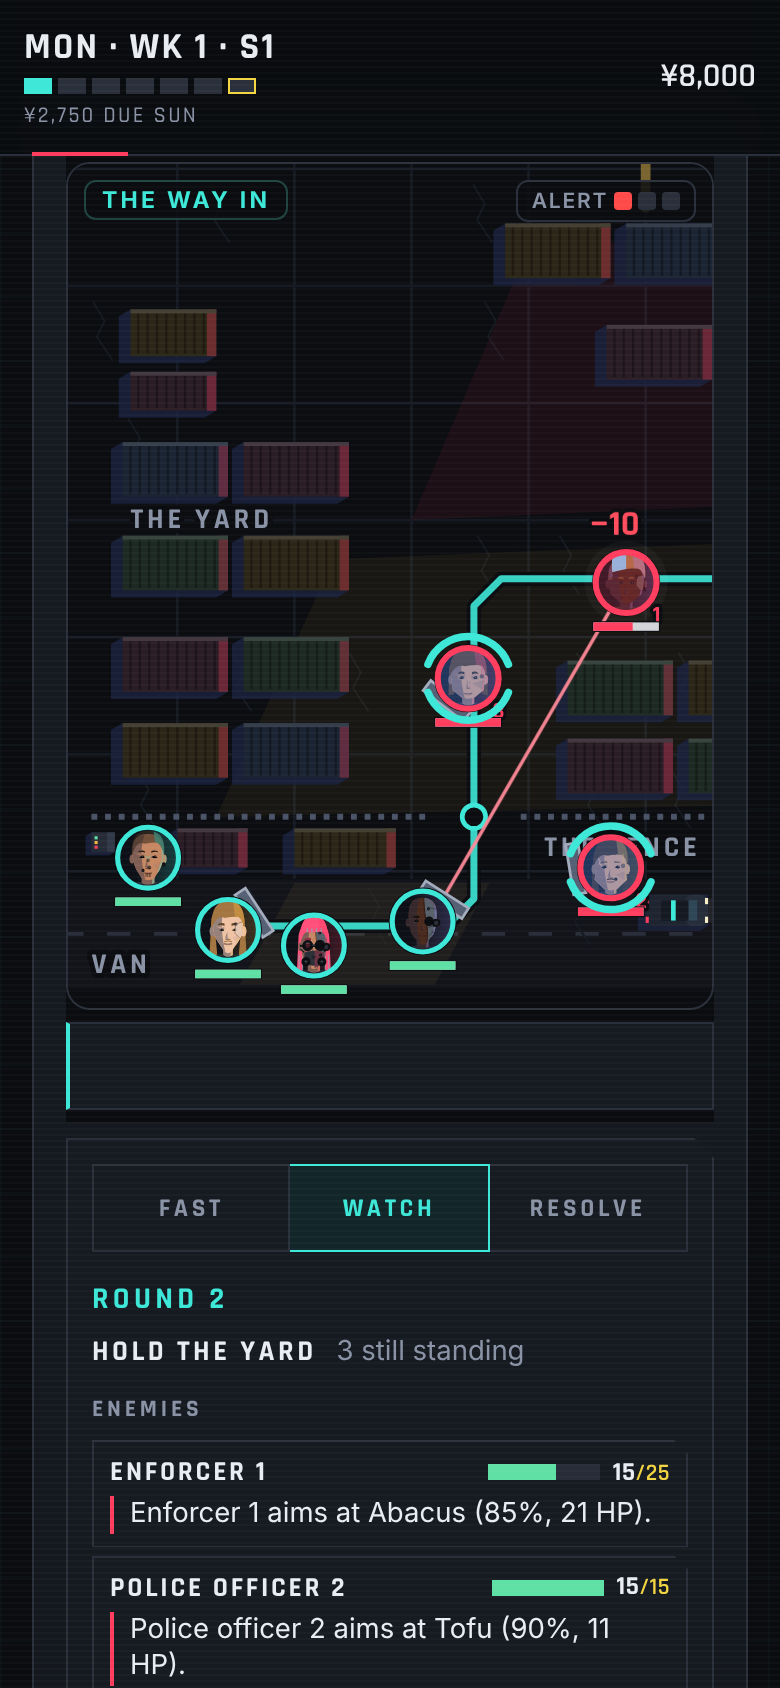 MON · WK 1 · S1
¥8,000
¥2,750 DUE SUN
THE WAY IN
ALERT
THE YARD
−10
1
VAN
FAST
WATCH
RESOLVE
ROUND 2
HOLD THE YARD 3 still standing
ENEMIES
ENFORCER 1
15/25
Enforcer 1 aims at Abacus (85%, 21 HP).
POLICE OFFICER 2
15/15
Police officer 2 aims at Tofu (90%, 11
HP).